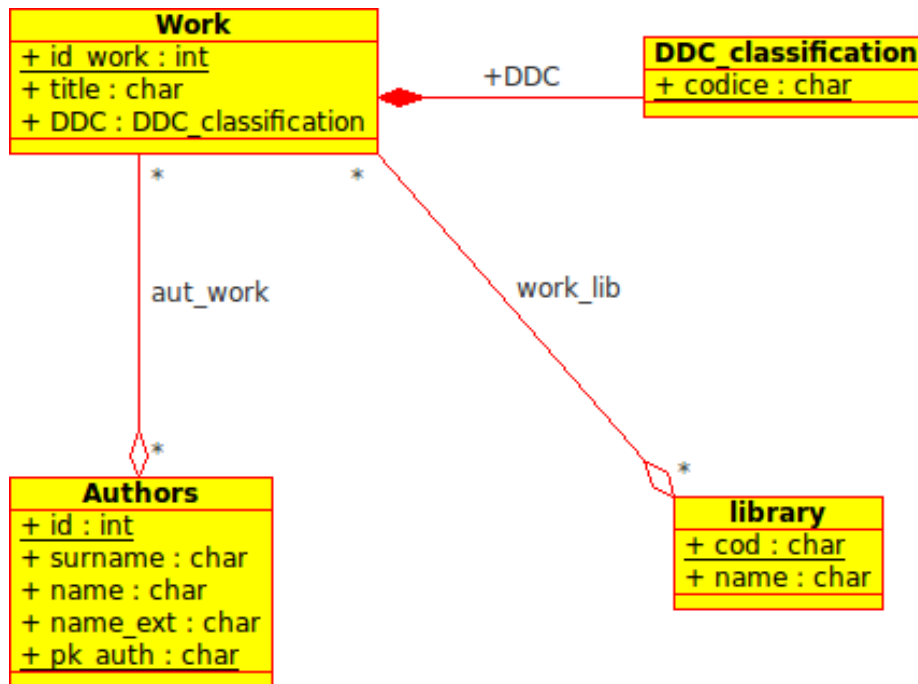 Work
+ id_work : int
+ title : char
+ DDC : DDC_classification
+DDC
DDC_classification
+ codice : char
*
*
aut_work
work_lib
*
*
Authors
+ id : int
+ surname : char
+ name : char
+ name_ext : char
+ pk_auth : char
library
+ cod : char
+ name : char